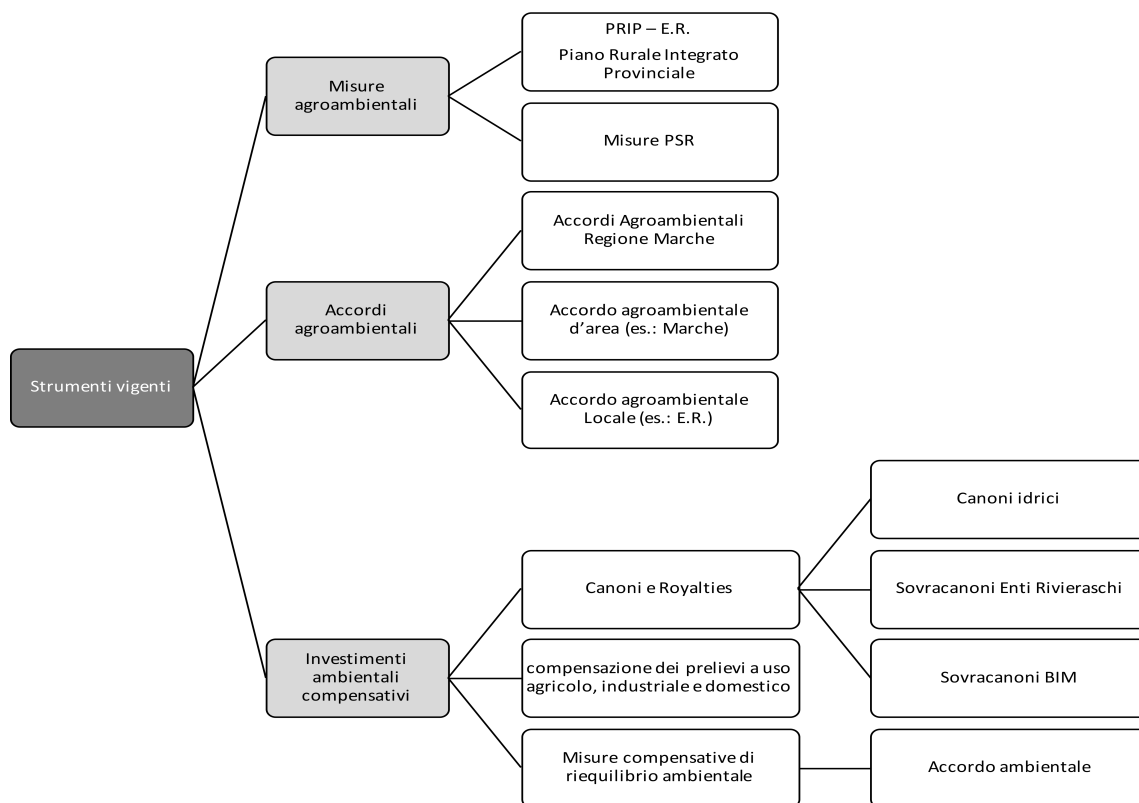 PRIP – E.R.
Piano Rurale Integrato
Provinciale
Misure
agroambientali
Misure PSR
Accordi Agroambientali
Regione Marche
Accordi
agroambientali
Accordo agroambientale
d’area (es.: Marche)
Strumenti vigenti
Accordo agroambientale
Locale (es.: E.R.)
Canoni idrici
Canoni e Royalties
Sovracanoni Enti Rivieraschi
Investimenti
ambientali
compensativi
compensazione dei prelievi a uso
agricolo, industriale e domestico
Sovracanoni BIM
Misure compensative di
riequilibrio ambientale
Accordo ambientale